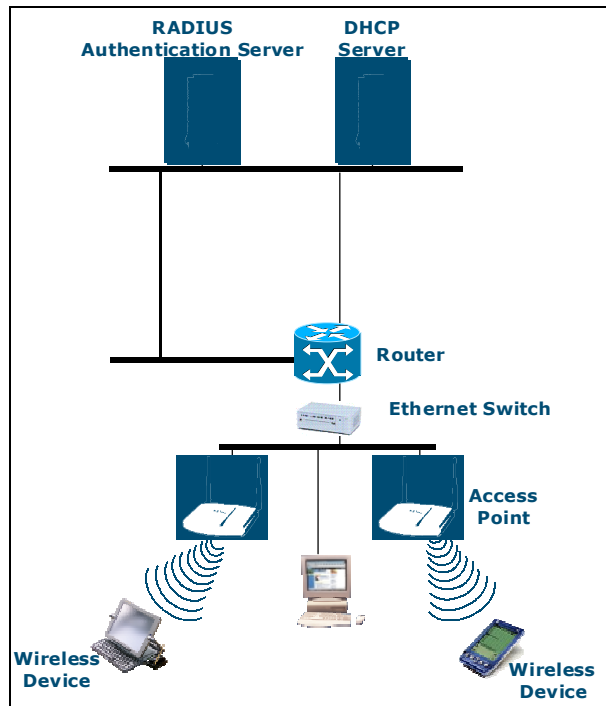 RADIUS
Authentication Server
DHCP
Server
Router
Ethernet Switch
Access
Point
Wireless
Device
Wireless
Device